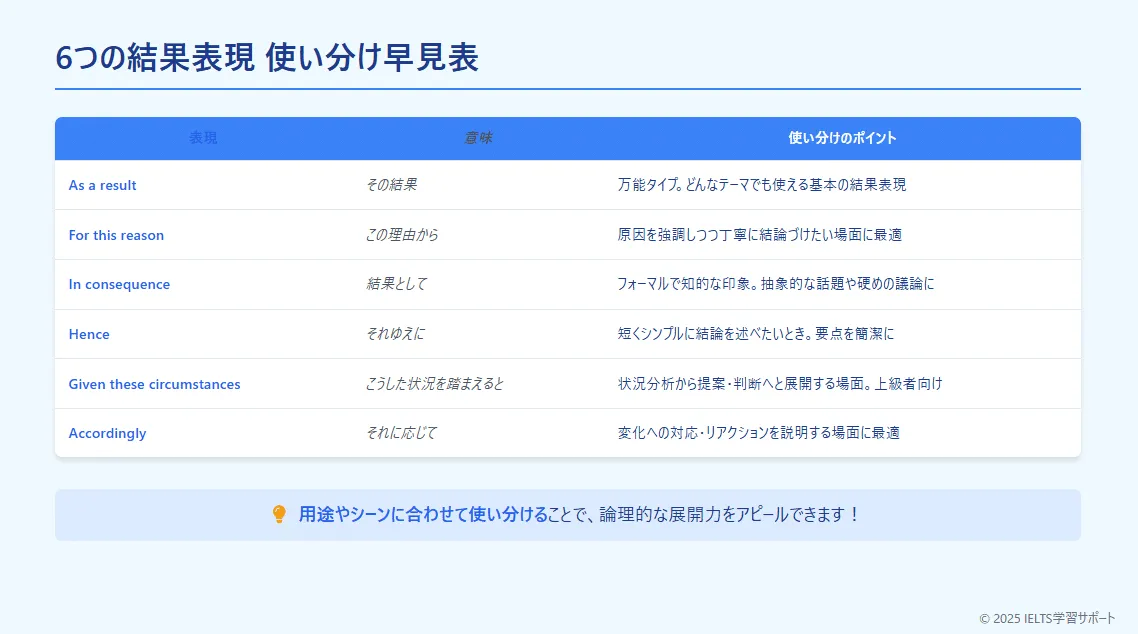 6つの結果表現 使い分け早見表
表現 意味 使い分けのポイント
As a result その結果 万能タイプ。どんなテーマでも使える基本の結果表現
For this reason この理由から 原因を強調しつつ丁寧に結論づけたい場面に最適
In consequence 結果として フォーマルで知的な印象。抽象的な話題や硬めの議論に
Hence それゆえに 短くシンプルに結論を述べたいとき。要点を簡潔に
Given these circumstances こうした状況を踏まえると 状況分析から提案・判断へと展開する場面。上級者向け
Accordingly それに応じて 変化への対応・リアクションを説明する場面に最適
用途やシーンに合わせて使い分けることで、論理的な展開力をアピールできます！
© 2025 IELTS学習サポート